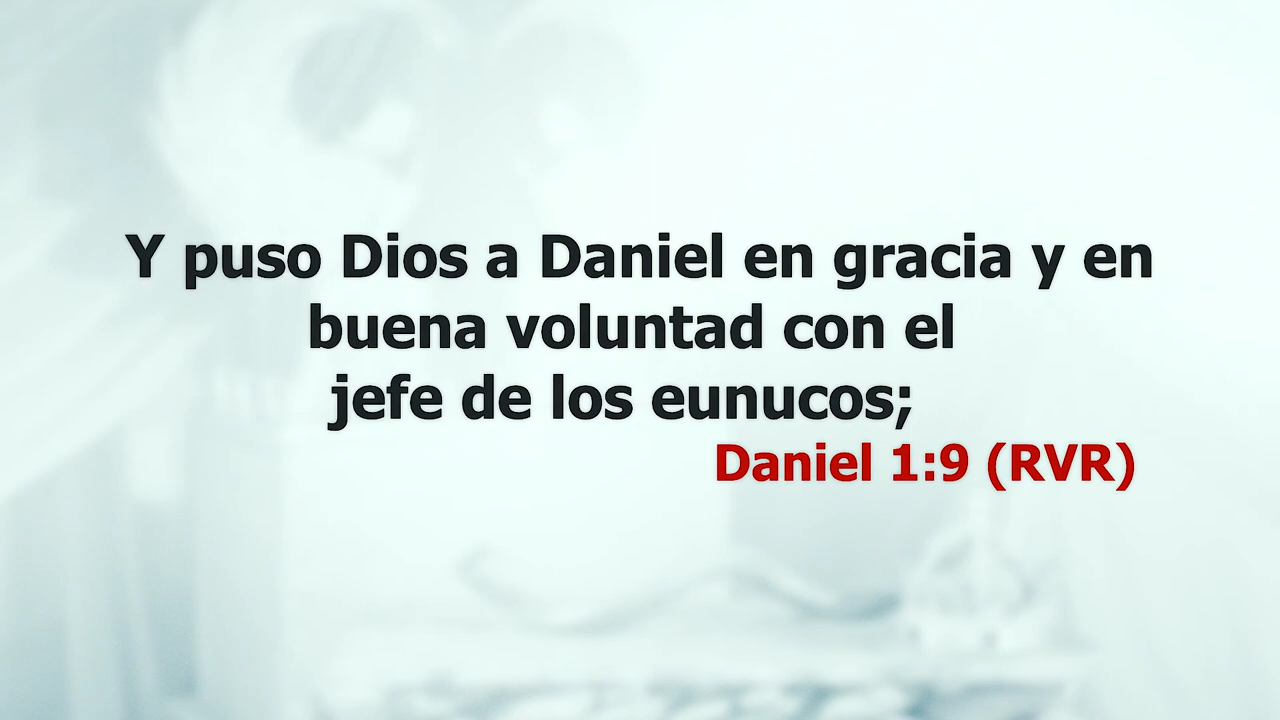 Y puso Dios a Daniel en gracia y en
buena voluntad con el
jefe de los eunucos;
Daniel 1:9 (RVR)